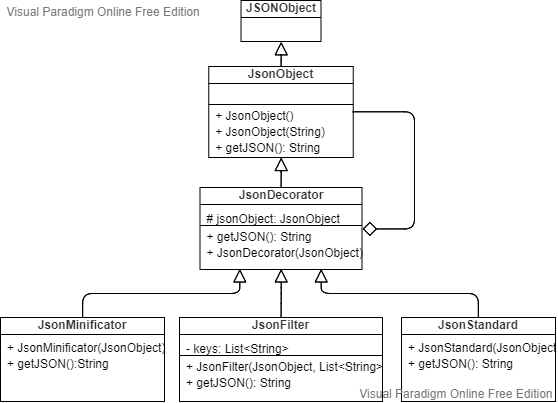 Visual Paradigm Online Free Edition
JSONObject
JsonObject
+ JsonObject()
+ JsonObject(String)
+ getJSON(): String
JsonDecorator
# jsonObject: JsonObject
+ getJSON(): String
+ JsonDecorator(JsonObject)
JsonMinificator
+ JsonMinificator(JsonObject)
+ getJSON():String
JsonFilter
- keys: List<String>
+ JsonFilter(JsonObject, List<String>
+ getJSON(): String
JsonStandard
+ JsonStandard(JsonObject
+ getJSON():String
Visual Paradigm Online Free Edition